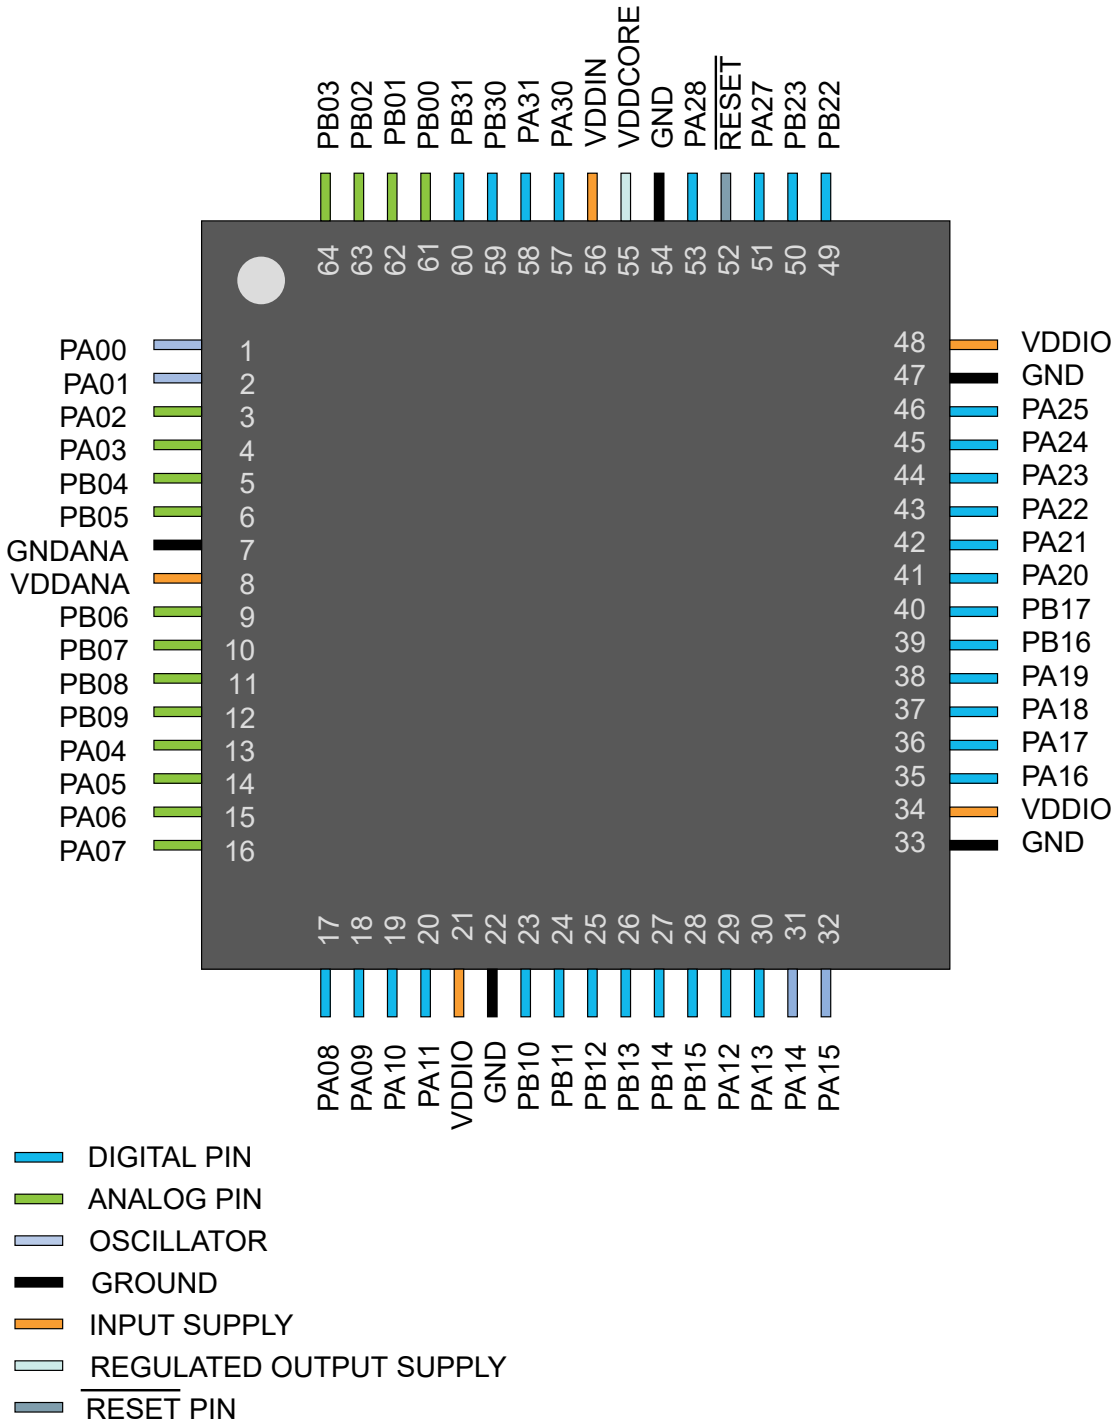 PB03
PB02
PB01
PB00
PB31
PB30
PA31
PA30
VDDIN
VDDCORE
GND
PA28
RESET
PA27
PB23
PB22
64
63
62
61
60
59
58
57
56
55
54
53
52
51
50
49
PA00 1
PA01 2
PA02 3
PA03 4
PB04 5
PB05 6
GNDANA 7
VDDANA 8
PB06 9
PB07 10
PB08 11
PB09 12
PA04 13
PA05 14
PA06 15
PA07 16
48 VDDIO
47 GND
46 PA25
45 PA24
44 PA23
43 PA22
42 PA21
41 PA20
40 PB17
39 PB16
38 PA19
37 PA18
36 PA17
35 PA16
34 VDDIO
33 GND
17
18
19
20
21
22
23
24
25
26
27
28
29
30
31
32
PA08
PA09
PA10
PA11
VDDIO
GND
PB10
PB11
PB12
PB13
PB14
PB15
PA12
PA13
PA14
PA15
DIGITAL PIN
ANALOG PIN
OSCILLATOR
GROUND
INPUT SUPPLY
REGULATED OUTPUT SUPPLY
RESET PIN